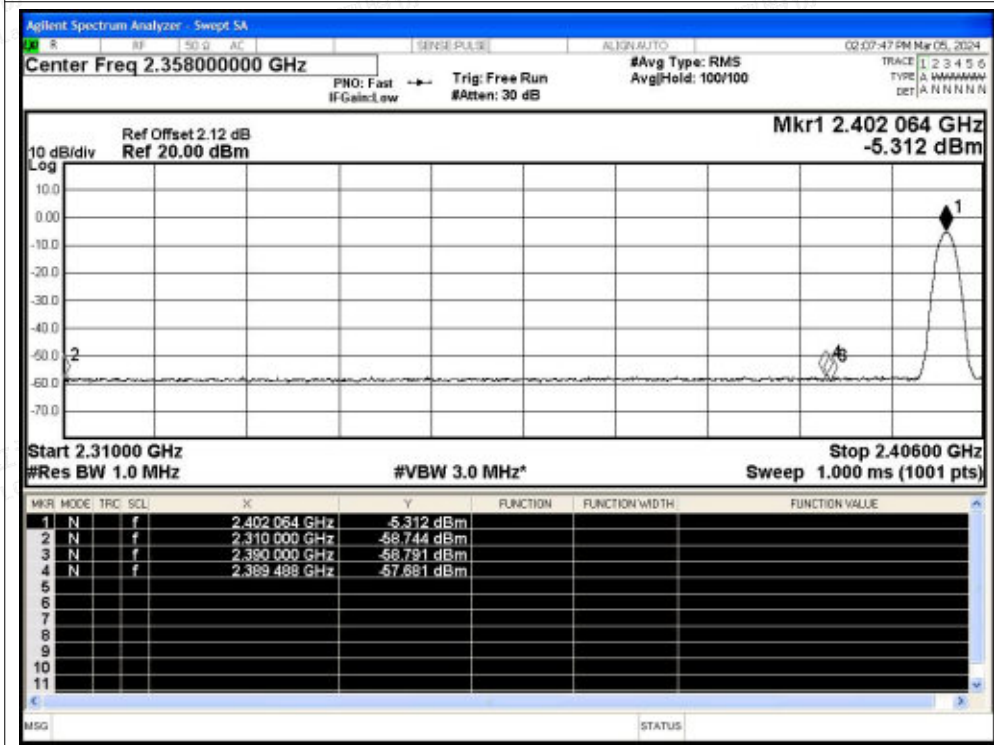 Agilent Spectrum Analyzer - Swept SA
R RF 50 Ω AC SENSE:PULSE ALIGN AUTO 02:07:47 PM Mar 05, 2024
Center Freq 2.358000000 GHz
PNO: Fast
IFGain:Low
Trig: Free Run
#Atten: 30 dB
#Avg Type: RMS
Avg|Hold: 100/100
TRACE 1 2 3 4 5 6
TYPE A WWWWW
DET A N N N N N
Mkr1 2.402 064 GHz
-5.312 dBm
Ref Offset 2.12 dB
10 dB/div Ref 20.00 dBm
Log
10.0
0.00
-10.0
-20.0
-30.0
-40.0
-50.0
-60.0
-70.0
1
2
4
Start 2.31000 GHz Stop 2.40600 GHz
#Res BW 1.0 MHz #VBW 3.0 MHz* Sweep 1.000 ms (1001 pts)
MKR MODE TRC SCL X Y FUNCTION FUNCTION WIDTH FUNCTION VALUE
1 N f 2.402 064 GHz -5.312 dBm
2 N f 2.310 000 GHz -58.744 dBm
3 N f 2.390 000 GHz -58.791 dBm
4 N f 2.389 488 GHz -57.681 dBm
5
6
7
8
9
10
11
MSG STATUS